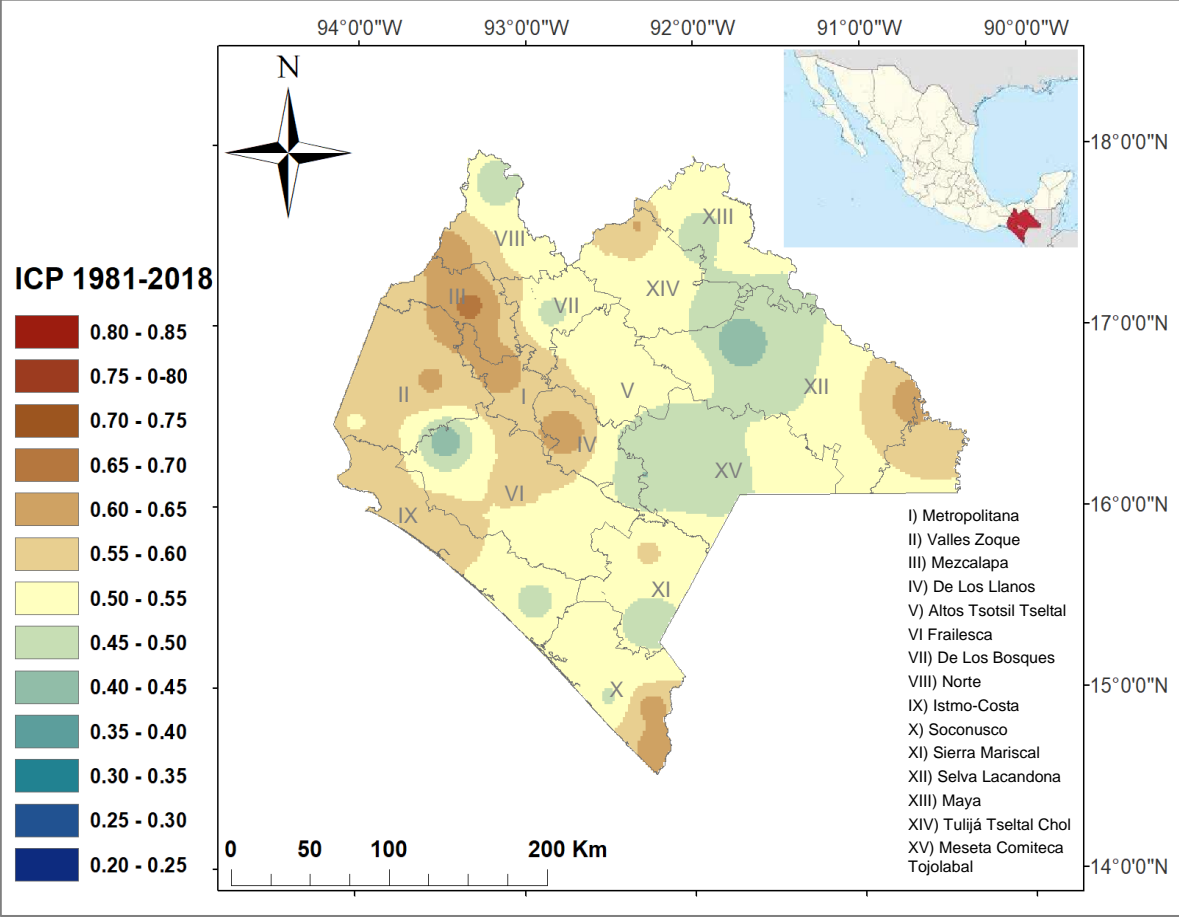 94°0'0"W 93°0'0"W 92°0'0"W 91°0'0"W 90°0'0"W
N
18°0'0"N
17°0'0"N
16°0'0"N
15°0'0"N
14°0'0"N
ICP 1981-2018
0.80 - 0.85
0.75 - 0-80
0.70 - 0.75
0.65 - 0.70
0.60 - 0.65
0.55 - 0.60
0.50 - 0.55
0.45 - 0.50
0.40 - 0.45
0.35 - 0.40
0.30 - 0.35
0.25 - 0.30
0.20 - 0.25
XIII
VIII
XIV
III
VII
XII
II
I
V
IV
XV
VI
IX
XI
X
I) Metropolitana
II) Valles Zoque
III) Mezcalapa
IV) De Los Llanos
V) Altos Tsotsil Tseltal
VI Frailesca
VII) De Los Bosques
VIII) Norte
IX) Istmo-Costa
X) Soconusco
XI) Sierra Mariscal
XII) Selva Lacandona
XIII) Maya
XIV) Tulijá Tseltal Chol
XV) Meseta Comiteca
Tojolabal
0 50 100 200 Km